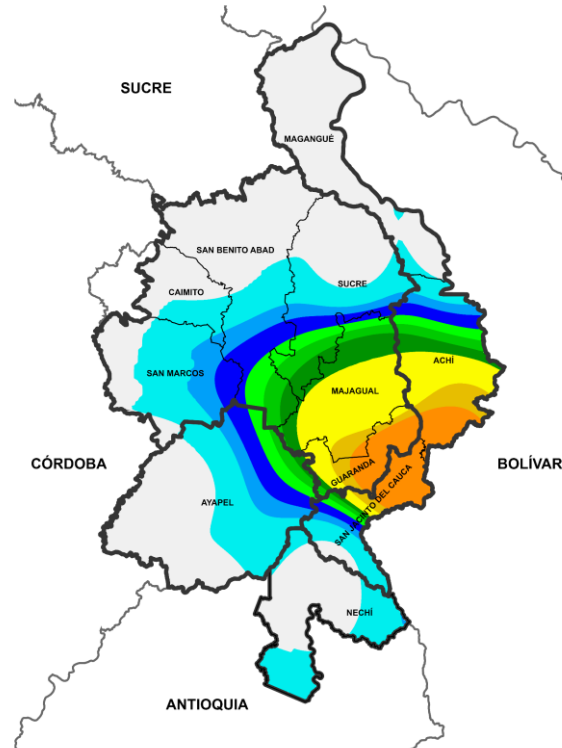 SUCRE
MAGANGUÉ
SAN BENITO ABAD
CAIMITO
SUCRE
ACHÍ
SAN MARCOS
MAJAGUAL
CÓRDOBA
BOLÍVAR
GUARANDA
SAN JACINTO DEL CAUCA
AYAPEL
NECHÍ
ANTIOQUIA